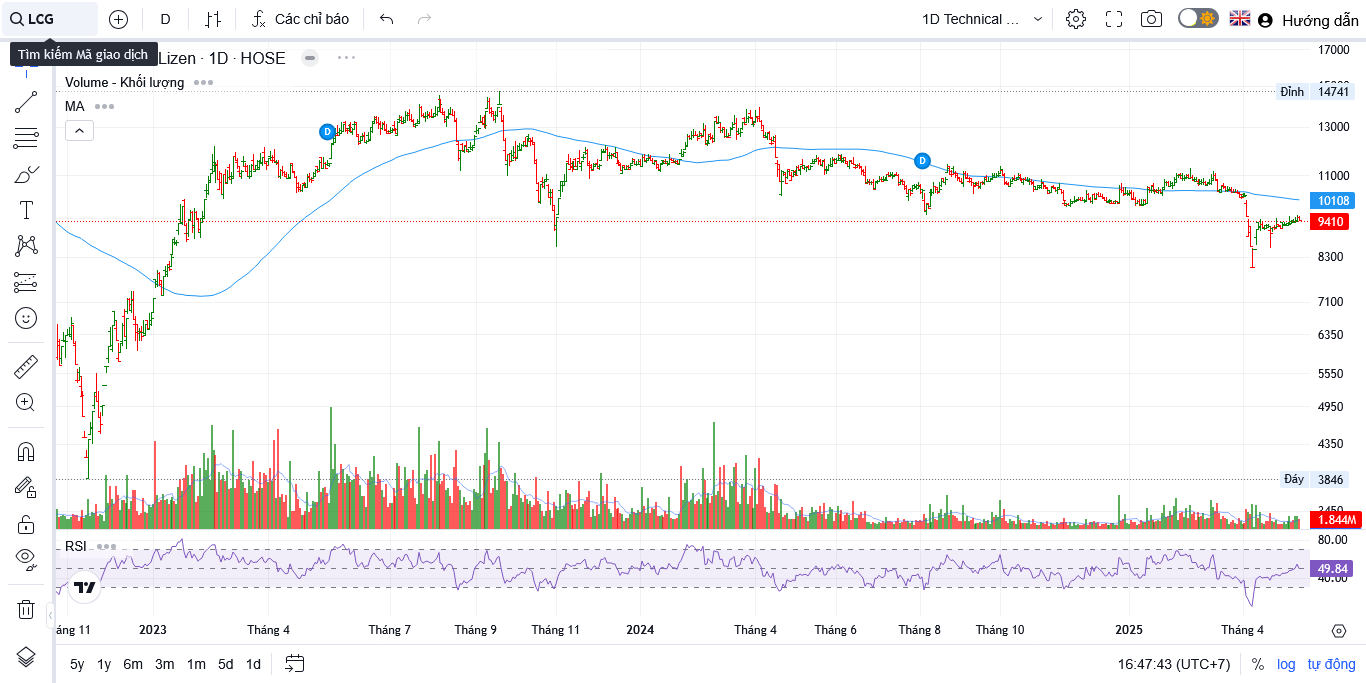 LCG
D
Các chỉ báo
1D Technical ...
Hướng dẫn
Tìm kiếm Mã giao dịch
Lizen · 1D · HOSE
Volume - Khối lượng
MA
D
D
17000
Đỉnh 14741
13000
11000
10108
9410
8300
7100
6350
5550
4950
4350
Đáy 3846
1.844M
RSI
80.00
49.84
40.00
áng 11 2023 Tháng 4 Tháng 7 Tháng 9 Tháng 11 2024 Tháng 4 Tháng 6 Tháng 8 Tháng 10 2025 Tháng 4
5y 1y 6m 3m 1m 5d 1d
16:47:43 (UTC+7) % log tự động